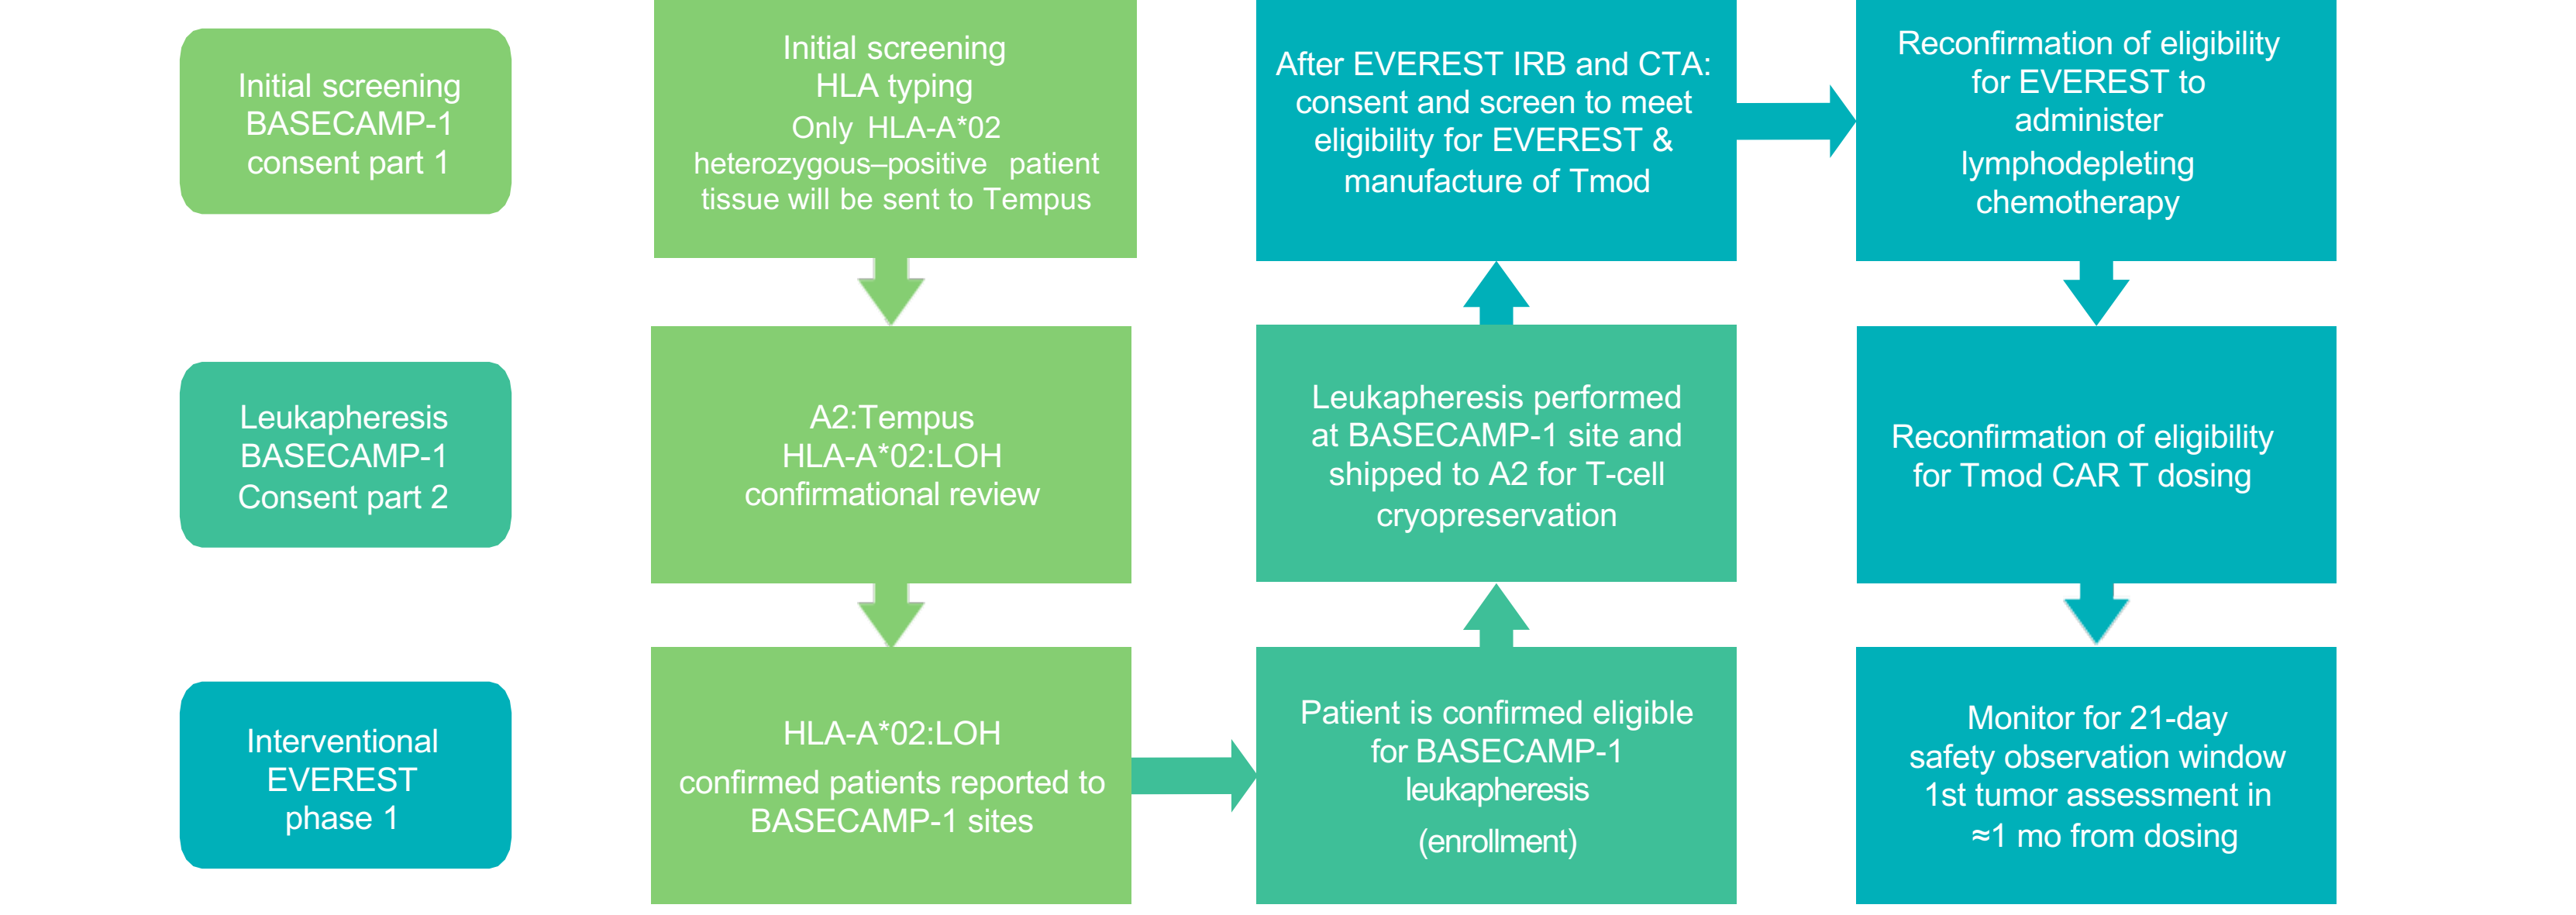 Initial screening
BASECAMP-1
consent part 1
Leukapheresis
BASECAMP-1
Consent part 2
Interventional
EVEREST
phase 1
Initial screening
HLA typing
Only HLA-A*02
heterozygous–positive patient
tissue will be sent to Tempus
A2:Tempus
HLA-A*02:LOH
confirmational review
HLA-A*02:LOH
confirmed patients reported to
BASECAMP-1 sites
Patient is confirmed eligible
for BASECAMP-1
leukapheresis
(enrollment)
Leukapheresis performed
at BASECAMP-1 site and
shipped to A2 for T-cell
cryopreservation
After EVEREST IRB and CTA:
consent and screen to meet
eligibility for EVEREST &
manufacture of Tmod
Reconfirmation of eligibility
for EVEREST to
administer
lymphodepleting
chemotherapy
Reconfirmation of eligibility
for Tmod CAR T dosing
Monitor for 21-day
safety observation window
1st tumor assessment in
≈1 mo from dosing